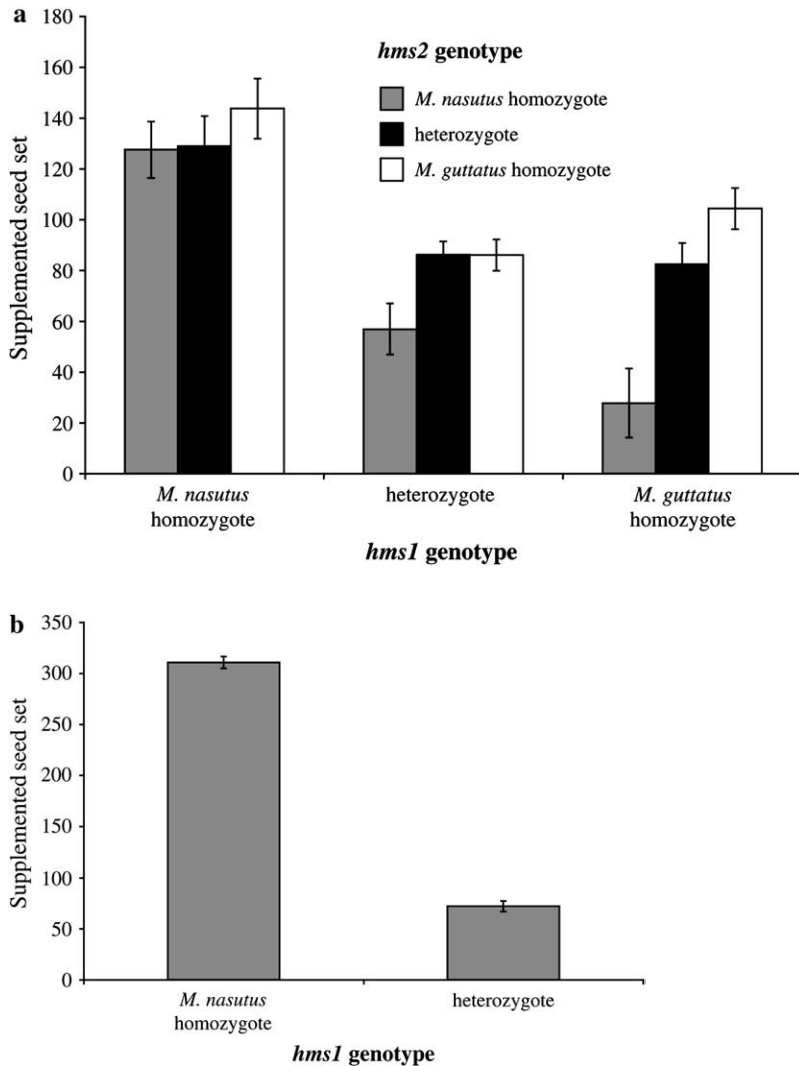 a
180
160
140
120
100
80
60
40
20
0
Supplemented seed set
hms2 genotype
M. nasutus homozygote
heterozygote
M. guttatus homozygote
M. nasutus
homozygote
heterozygote
M. guttatus
homozygote
hms1 genotype
b
350
300
250
200
150
100
50
0
Supplemented seed set
M. nasutus
homozygote
heterozygote
hms1 genotype